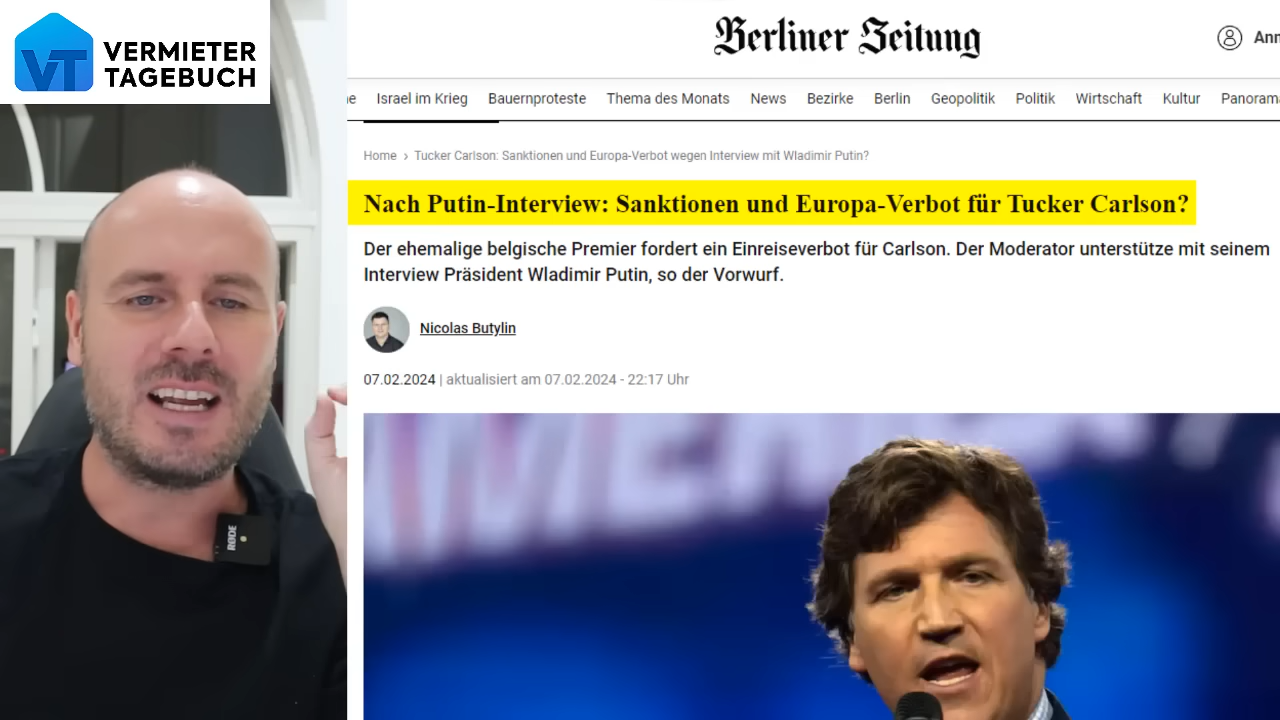 VT
VERMIETER
TAGEBUCH
Berliner Zeitung
Israel im Krieg Bauernproteste Thema des Monats News Bezirke Berlin Geopolitik Politik Wirtschaft Kultur
Home › Tucker Carlson: Sanktionen und Europa-Verbot wegen Interview mit Wladimir Putin?
Nach Putin-Interview: Sanktionen und Europa-Verbot für Tucker Carlson?
Der ehemalige belgische Premier fordert ein Einreiseverbot für Carlson. Der Moderator unterstütze mit seinem
Interview Präsident Wladimir Putin, so der Vorwurf.
Nicolas Butylin
07.02.2024 | aktualisiert am 07.02.2024 - 22:17 Uhr
RØDE